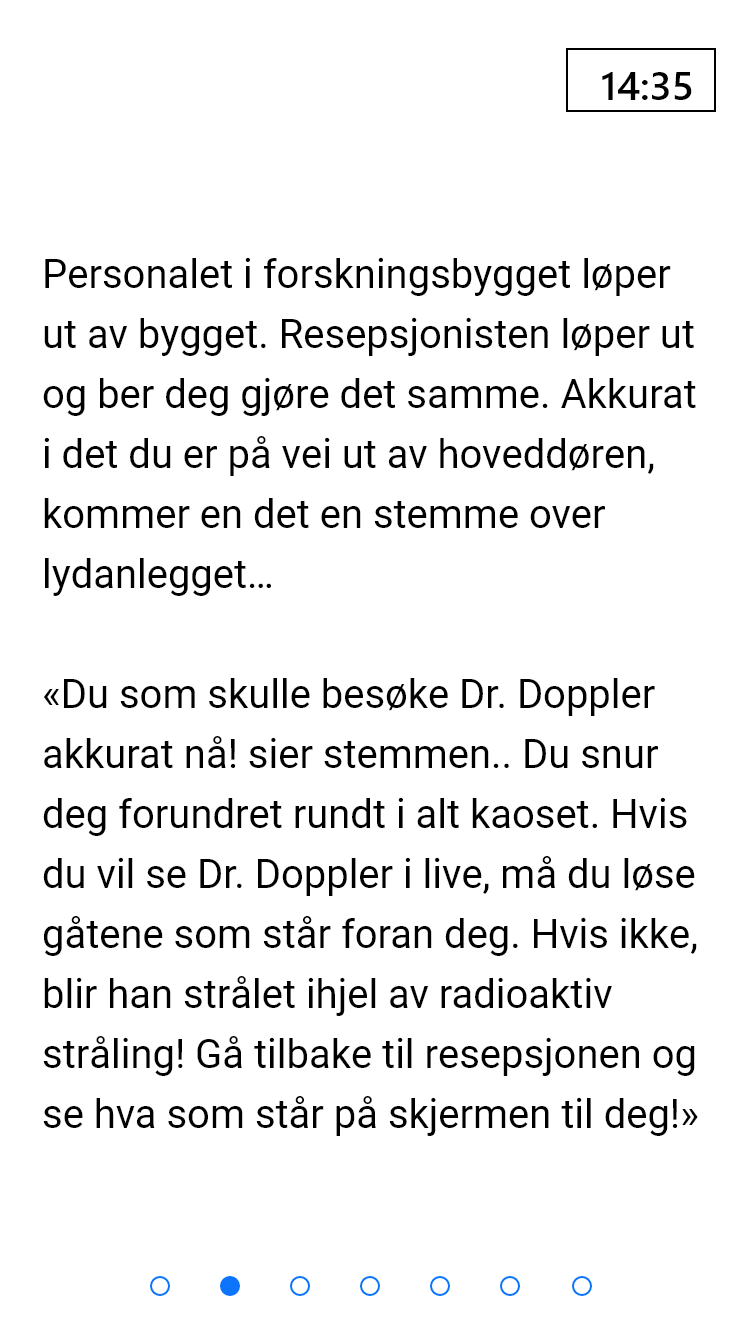 14:35
Personalet i forskningsbygget løper
ut av bygget. Resepsjonisten løper ut
og ber deg gjøre det samme. Akkurat
i det du er på vei ut av hoveddøren,
kommer en det en stemme over
lydanlegget…
«Du som skulle besøke Dr. Doppler
akkurat nå! sier stemmen.. Du snur
deg forundret rundt i alt kaoset. Hvis
du vil se Dr. Doppler i live, må du løse
gåtene som står foran deg. Hvis ikke,
blir han strålet ihjel av radioaktiv
stråling! Gå tilbake til resepsjonen og
se hva som står på skjermen til deg!»